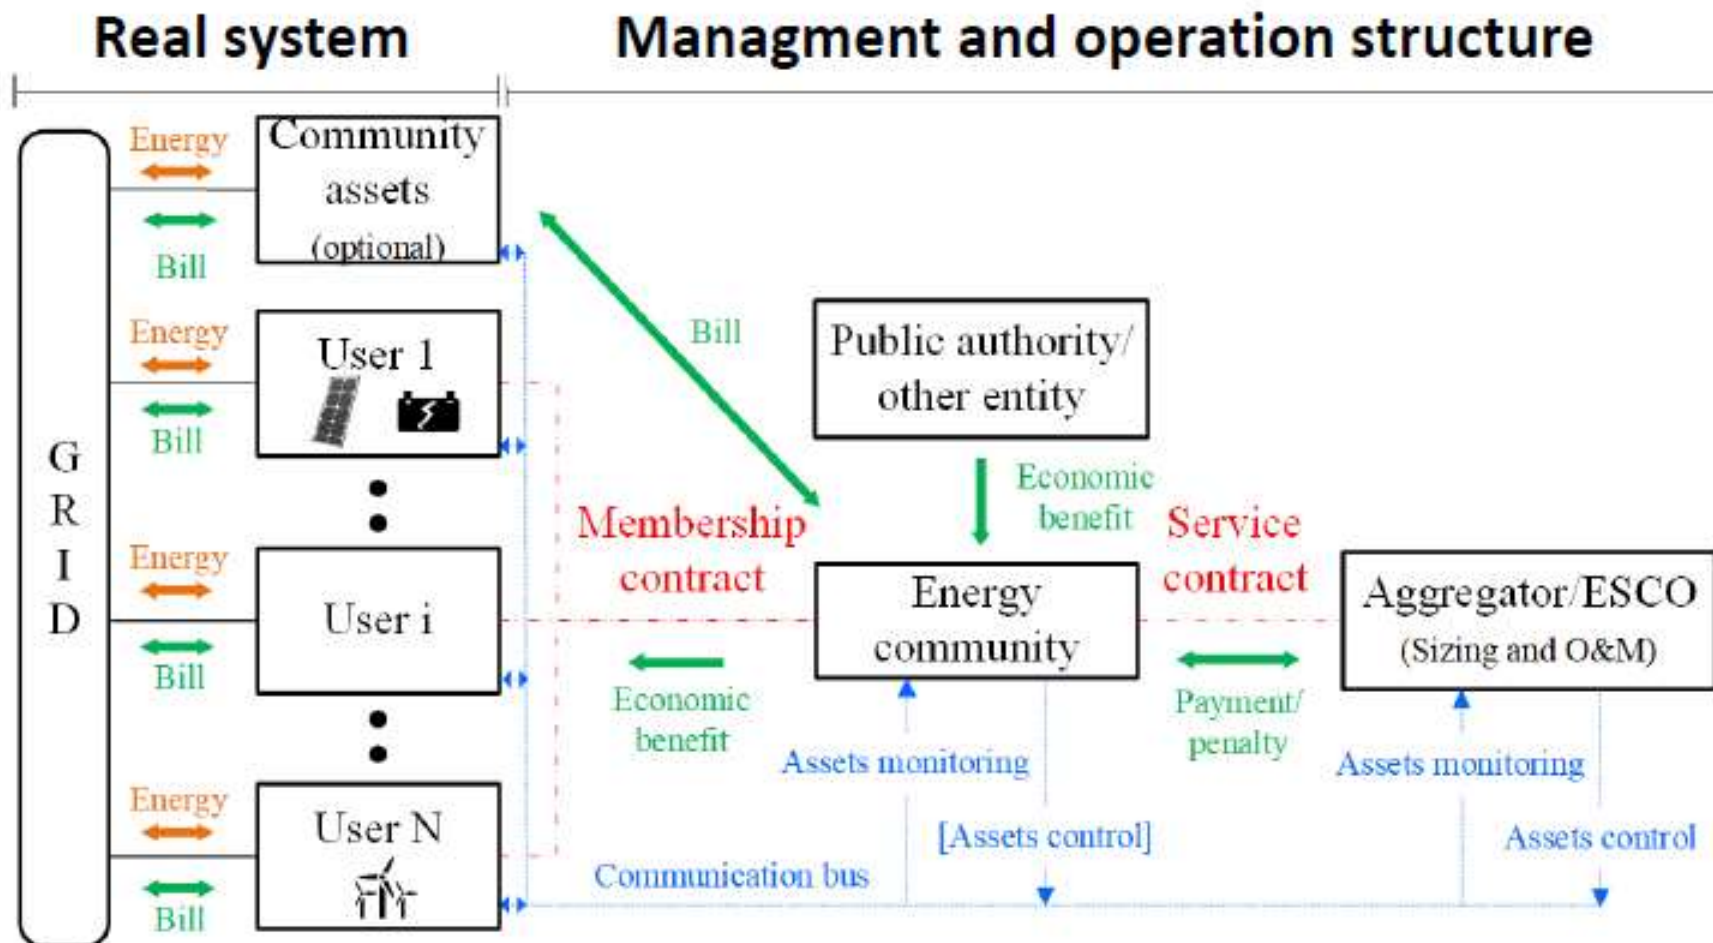 Real system
Managment and operation structure
GRID
Energy
Bill
Community
assets
(optional)
Energy
Bill
User 1
Energy
Bill
User i
Energy
Bill
User N
Bill
Public authority/
other entity
Economic
benefit
Membership
contract
Service
contract
Energy
community
Aggregator/ESCO
(Sizing and O&M)
Economic
benefit
Payment/
penalty
Assets monitoring
Assets monitoring
[Assets control]
Assets control
Communication bus